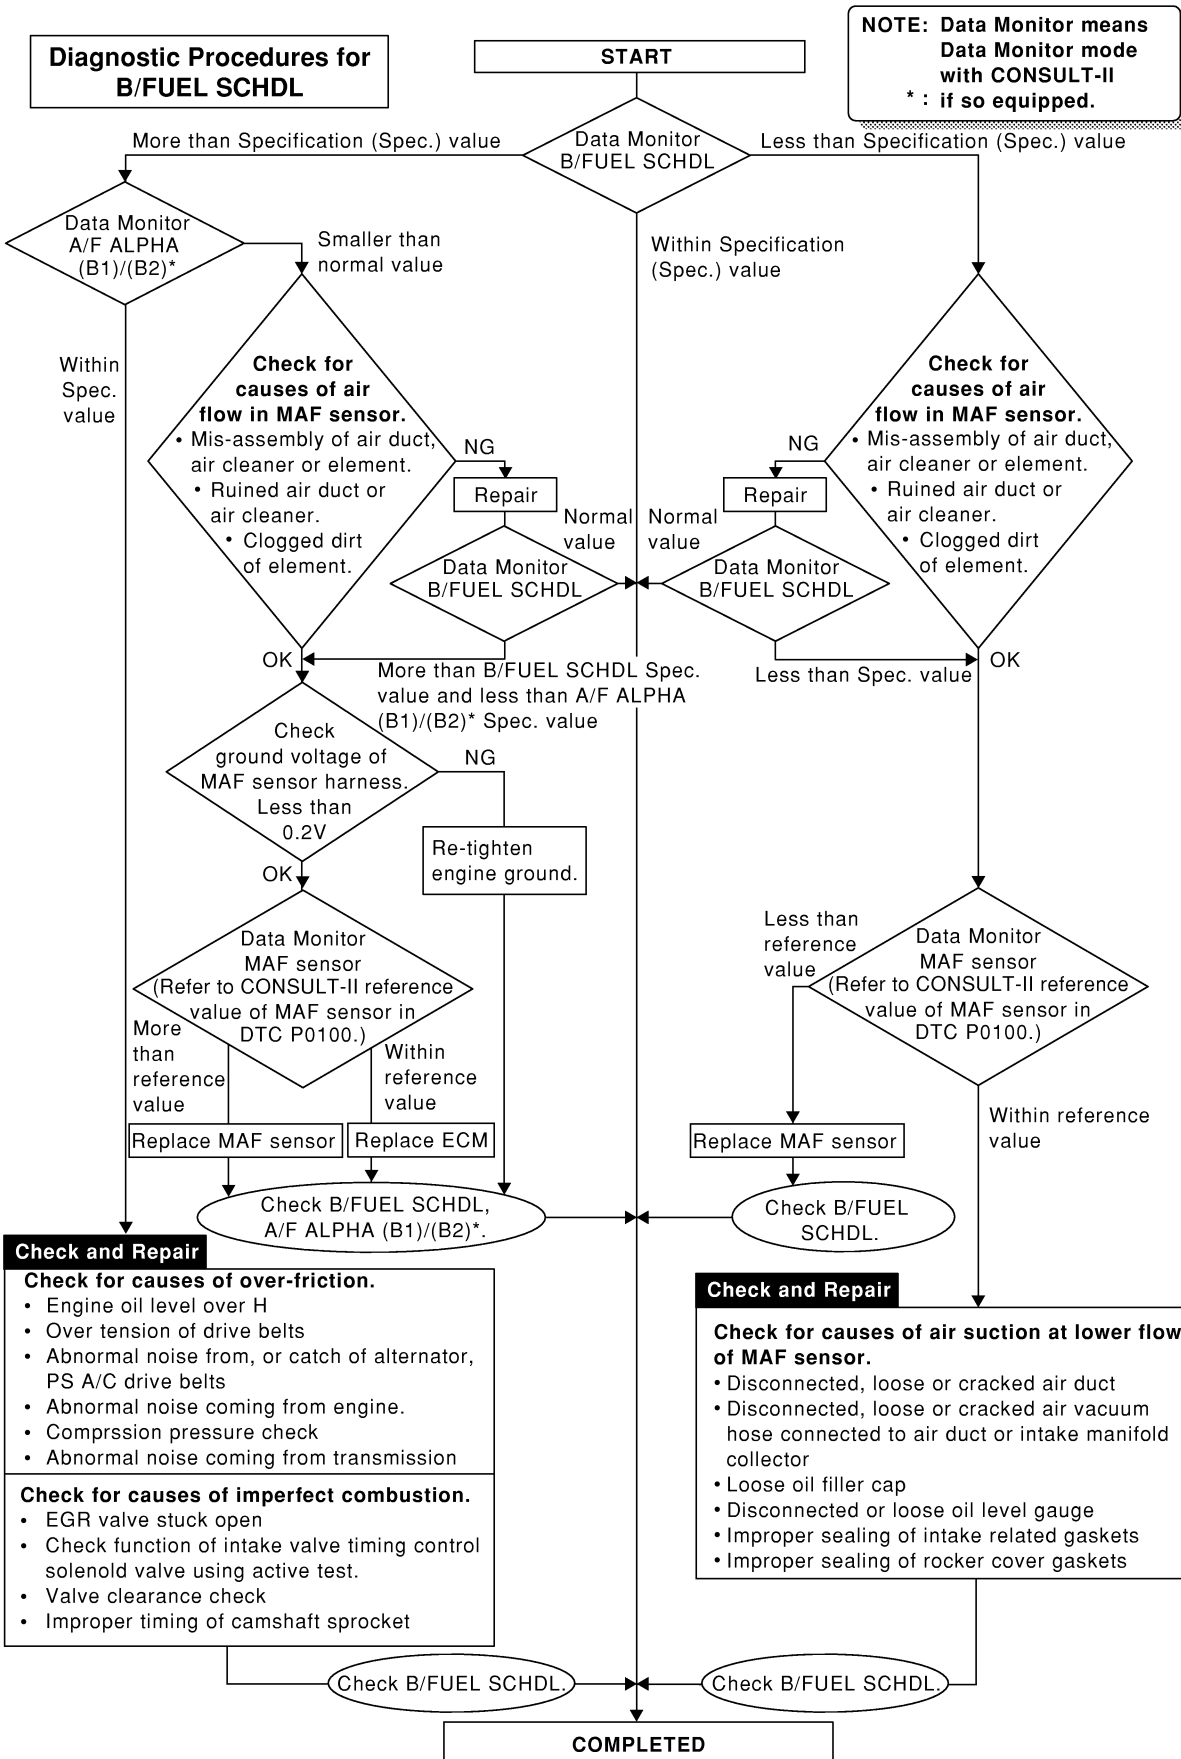 Diagnostic Procedures for
B/FUEL SCHDL
START
NOTE: Data Monitor means
Data Monitor mode
with CONSULT-II
* : if so equipped.
More than Specification (Spec.) value
Data Monitor
B/FUEL SCHDL
Less than Specification (Spec.) value
Data Monitor
A/F ALPHA
(B1)/(B2)*
Smaller than
normal value
Within Specification
(Spec.) value
Within
Spec.
value
Check for
causes of air
flow in MAF sensor.
• Mis-assembly of air duct,
air cleaner or element.
• Ruined air duct or
air cleaner.
• Clogged dirt
of element.
NG
Repair
Normal
value
Data Monitor
B/FUEL SCHDL
NG
Repair
Normal
value
Data Monitor
B/FUEL SCHDL
Check for
causes of air
flow in MAF sensor.
• Mis-assembly of air duct,
air cleaner or element.
• Ruined air duct or
air cleaner.
• Clogged dirt
of element.
OK
More than B/FUEL SCHDL Spec.
value and less than A/F ALPHA
(B1)/(B2)* Spec. value
Less than Spec. value
OK
Check
ground voltage of
MAF sensor harness.
Less than
0.2V
NG
Re-tighten
engine ground.
OK
Data Monitor
MAF sensor
(Refer to CONSULT-II reference
value of MAF sensor in
DTC P0100.)
More
than
reference
value
Within
reference
value
Less than
reference
value
Data Monitor
MAF sensor
(Refer to CONSULT-II reference
value of MAF sensor in
DTC P0100.)
Within reference
value
Replace MAF sensor
Replace ECM
Replace MAF sensor
Check B/FUEL SCHDL,
A/F ALPHA (B1)/(B2)*.
Check B/FUEL
SCHDL.
Check and Repair
Check for causes of over-friction.
• Engine oil level over H
• Over tension of drive belts
• Abnormal noise from, or catch of alternator,
PS A/C drive belts
• Abnormal noise coming from engine.
• Comprssion pressure check
• Abnormal noise coming from transmission
Check for causes of imperfect combustion.
• EGR valve stuck open
• Check function of intake valve timing control
solenold valve using active test.
• Valve clearance check
• Improper timing of camshaft sprocket
Check and Repair
Check for causes of air suction at lower flow
of MAF sensor.
• Disconnected, loose or cracked air duct
• Disconnected, loose or cracked air vacuum
hose connected to air duct or intake manifold
collector
• Loose oil filler cap
• Disconnected or loose oil level gauge
• Improper sealing of intake related gaskets
• Improper sealing of rocker cover gaskets
Check B/FUEL SCHDL.
Check B/FUEL SCHDL.
COMPLETED